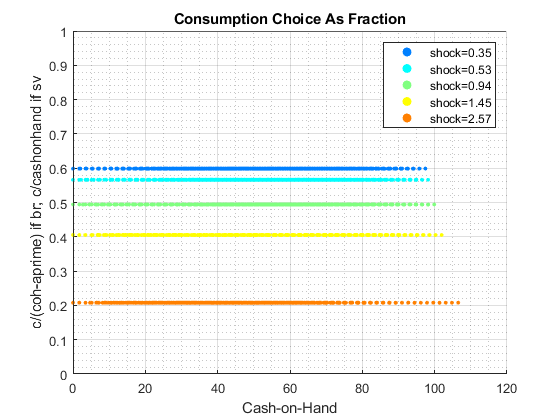 Consumption Choice As Fraction
c/(coh-aprime) if br, c/cashonhand if sv
1
0.9
0.8
0.7
0.6
0.5
0.4
0.3
0.2
0.1
0
shock=0.35
shock=0.53
shock=0.94
shock=1.45
shock=2.57
0 20 40 60 80 100 120
Cash-on-Hand